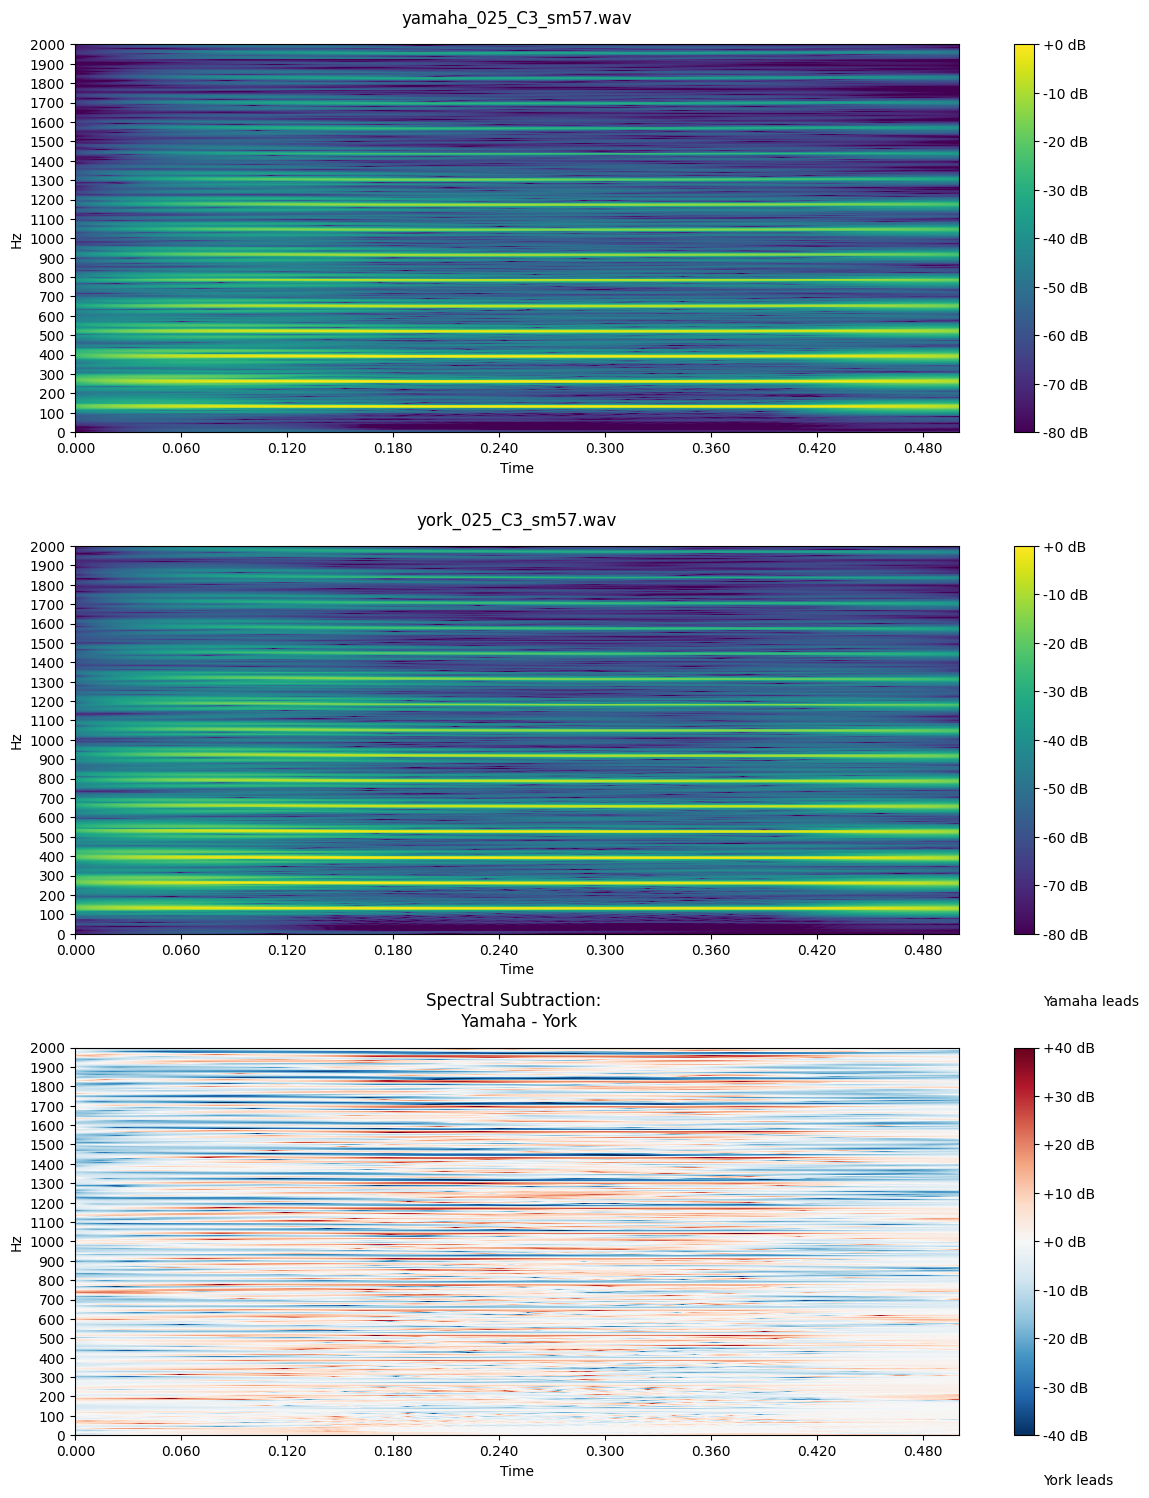 yamaha_025_C3_sm57.wav
2000
1900
1800
1700
1600
1500
1400
1300
1200
1100
1000
900
800
700
600
500
400
300
200
100
0
Hz
0.000 0.060 0.120 0.180 0.240 0.300 0.360 0.420 0.480
Time
+0 dB
-10 dB
-20 dB
-30 dB
-40 dB
-50 dB
-60 dB
-70 dB
-80 dB
york_025_C3_sm57.wav
2000
1900
1800
1700
1600
1500
1400
1300
1200
1100
1000
900
800
700
600
500
400
300
200
100
0
Hz
0.000 0.060 0.120 0.180 0.240 0.300 0.360 0.420 0.480
Time
+0 dB
-10 dB
-20 dB
-30 dB
-40 dB
-50 dB
-60 dB
-70 dB
-80 dB
Spectral Subtraction:
Yamaha - York
2000
1900
1800
1700
1600
1500
1400
1300
1200
1100
1000
900
800
700
600
500
400
300
200
100
0
Hz
0.000 0.060 0.120 0.180 0.240 0.300 0.360 0.420 0.480
Time
Yamaha leads
+40 dB
+30 dB
+20 dB
+10 dB
+0 dB
-10 dB
-20 dB
-30 dB
-40 dB
York leads